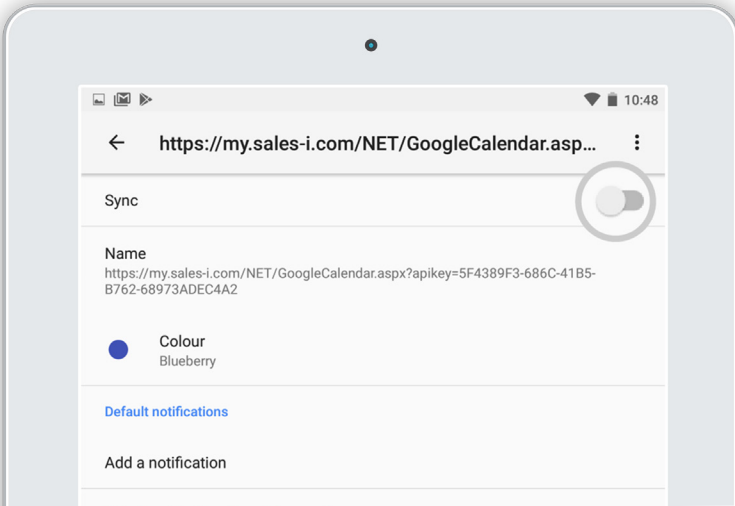 10:48
https://my.sales-i.com/NET/GoogleCalendar.asp...
Sync
Name
https://my.sales-i.com/NET/GoogleCalendar.aspx?apikey=5F4389F3-686C-41B5-
B762-68973ADEC4A2
Colour
Blueberry
Default notifications
Add a notification